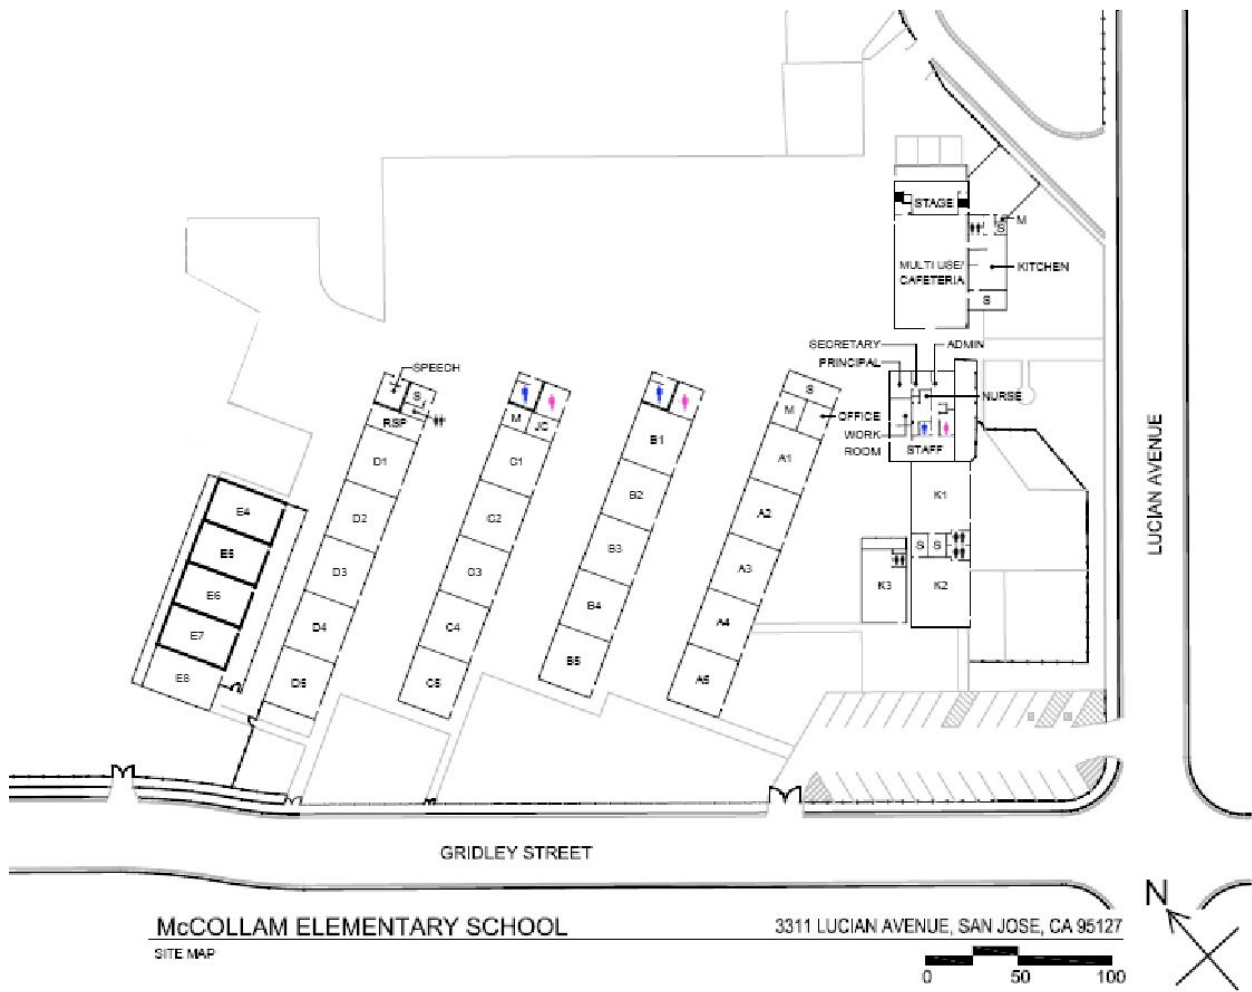 STAGE
M
S
MULTI USE/
CAFETERIA
KITCHEN
S
SECRETARY
ADMIN
PRINCIPAL
NURSE
OFFICE
WORK
ROOM
STAFF
SPEECH
S
RSP
D1
D2
D3
D4
D5
M
JC
C1
C2
C3
C4
C5
B1
B2
B3
B4
B5
S
M
A1
A2
A3
A4
A5
K1
S
S
K3
K2
E4
E5
E6
E7
E8
LUCIAN AVENUE
GRIDLEY STREET
N
McCOLLAM ELEMENTARY SCHOOL
3311 LUCIAN AVENUE, SAN JOSE, CA 95127
SITE MAP
0 50 100